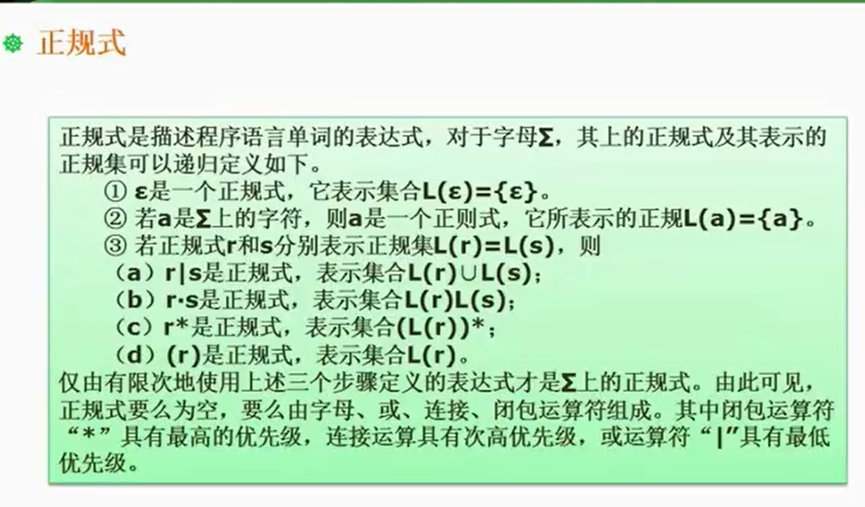 正规式
正规式是描述程序语言单词的表达式，对于字母Σ，其上的正规式及其表示的
正规集可以递归定义如下。
① ε是一个正规式，它表示集合L(ε)={ε}。
② 若a是Σ上的字符，则a是一个正则式，它所表示的正规L(a)={a}。
③ 若正规式r和s分别表示正规集L(r)=L(s)，则
（a）r|s是正规式，表示集合L(r)∪L(s)；
（b）r·s是正规式，表示集合L(r)L(s)；
（c）r*是正规式，表示集合(L(r))*；
（d）(r)是正规式，表示集合L(r)。
仅由有限次地使用上述三个步骤定义的表达式才是Σ上的正规式。由此可见，
正规式要么为空，要么由字母、或、连接、闭包运算符组成。其中闭包运算符
“*”具有最高的优先级，连接运算具有次高优先级，或运算符“|”具有最低
优先级。